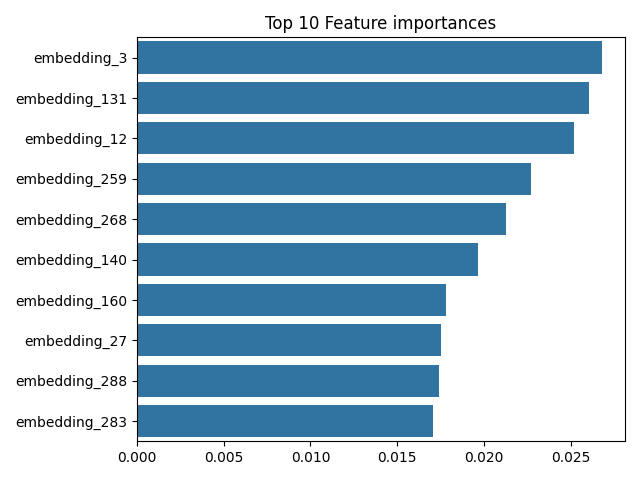 Top 10 Feature importances
embedding_3
embedding_131
embedding_12
embedding_259
embedding_268
embedding_140
embedding_160
embedding_27
embedding_288
embedding_283
0.000 0.005 0.010 0.015 0.020 0.025